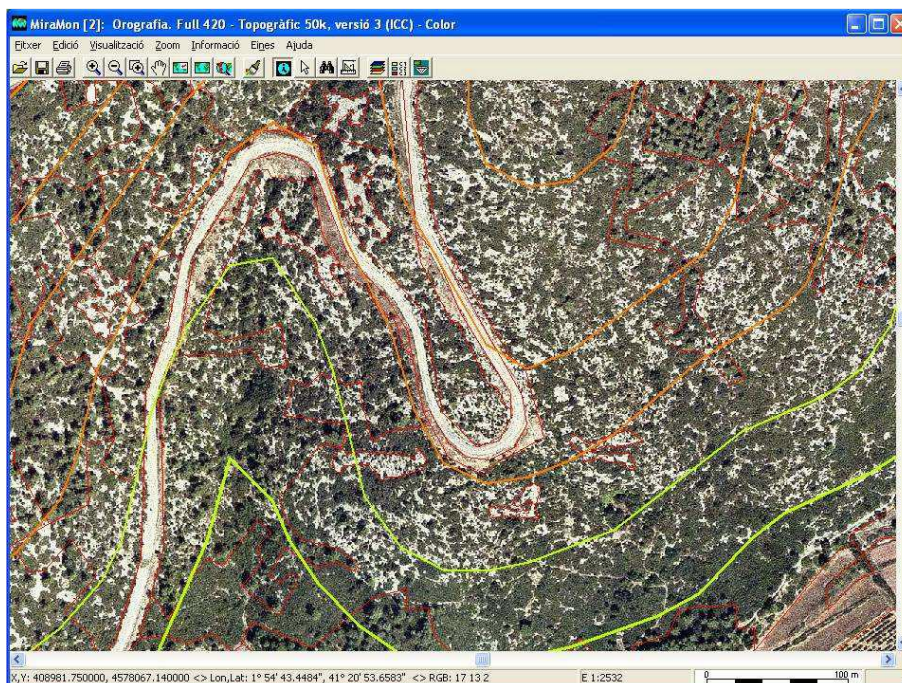 MiraMon [2]: Orografia. Full 420 - Topogràfic 50k, versió 3 (ICC) - Color
Fitxer Edició Visualització Zoom Informació Eines Ajuda
X,Y: 408981.750000, 4578067.140000 <> Lon,Lat: 1° 54' 43.4484", 41° 20' 53.6583" <> RGB: 17 13 2 E 1:2532 0 100 m